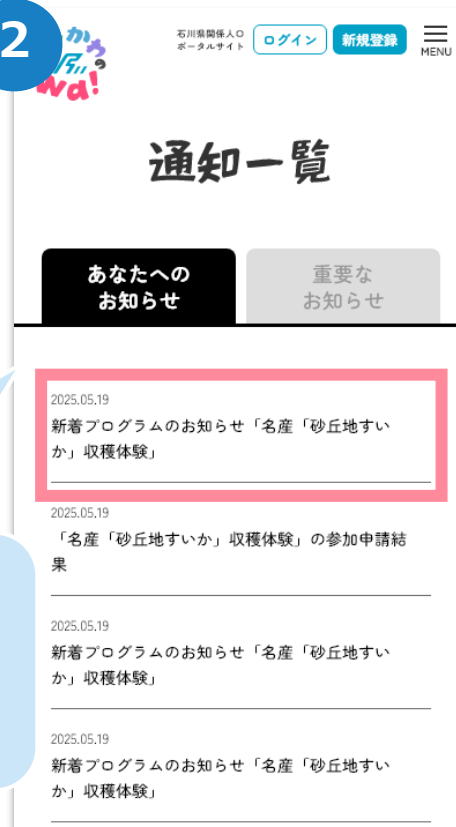 2
石川県関係人口
ポータルサイト
ログイン
新規登録
MENU
通知一覧
あなたへの
お知らせ
重要な
お知らせ
2025.05.19
新着プログラムのお知らせ「名産「砂丘地すい
か」収穫体験」
2025.05.19
「名産「砂丘地すいか」収穫体験」の参加申請結
果
2025.05.19
新着プログラムのお知らせ「名産「砂丘地すい
か」収穫体験」
2025.05.19
新着プログラムのお知らせ「名産「砂丘地すい
か」収穫体験」